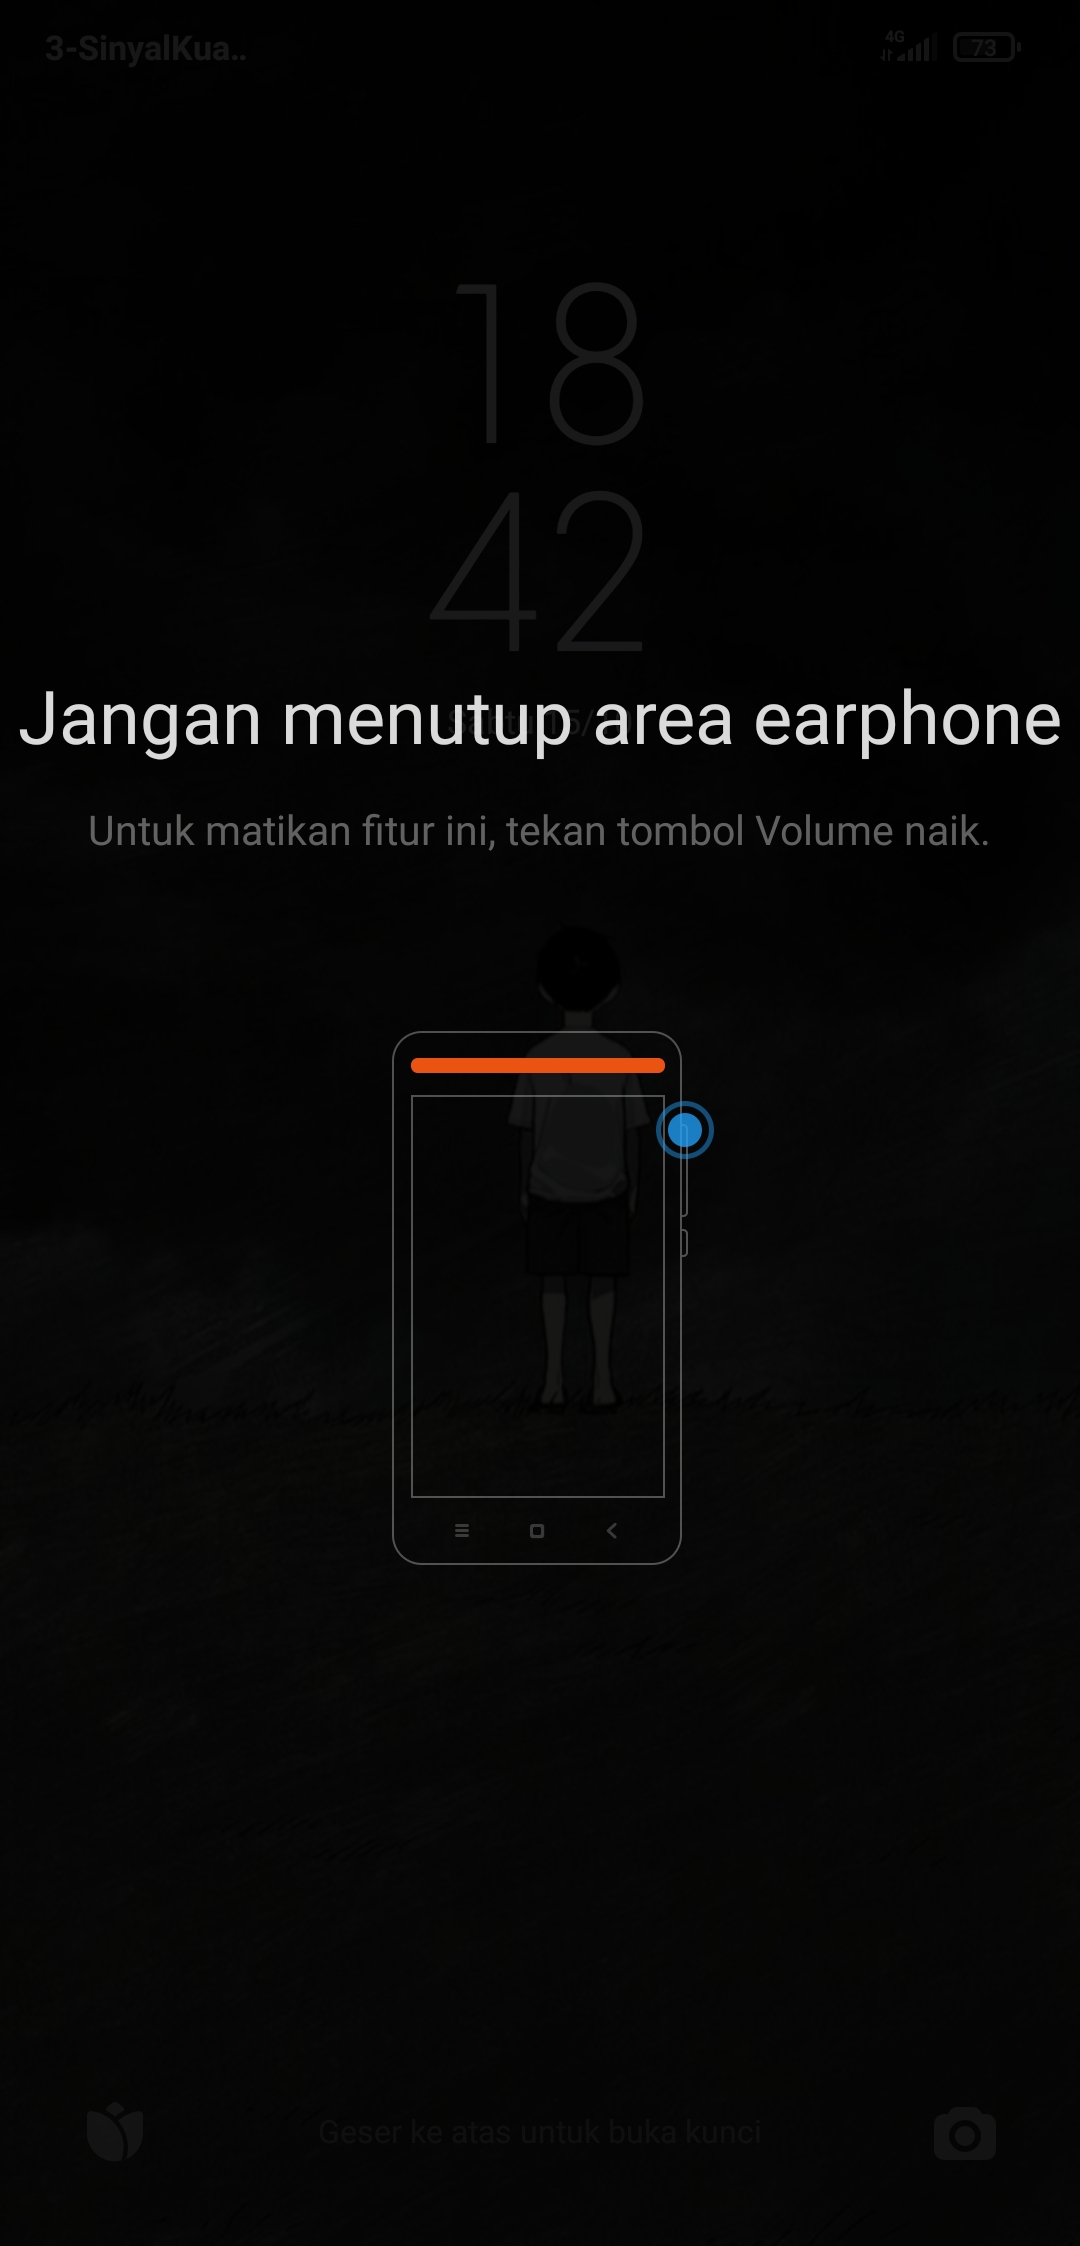 3-SinyalKua..
4G
73
18
42
Jangan menutup area earphone
Untuk matikan fitur ini, tekan tombol Volume naik.
Geser ke atas untuk buka kunci